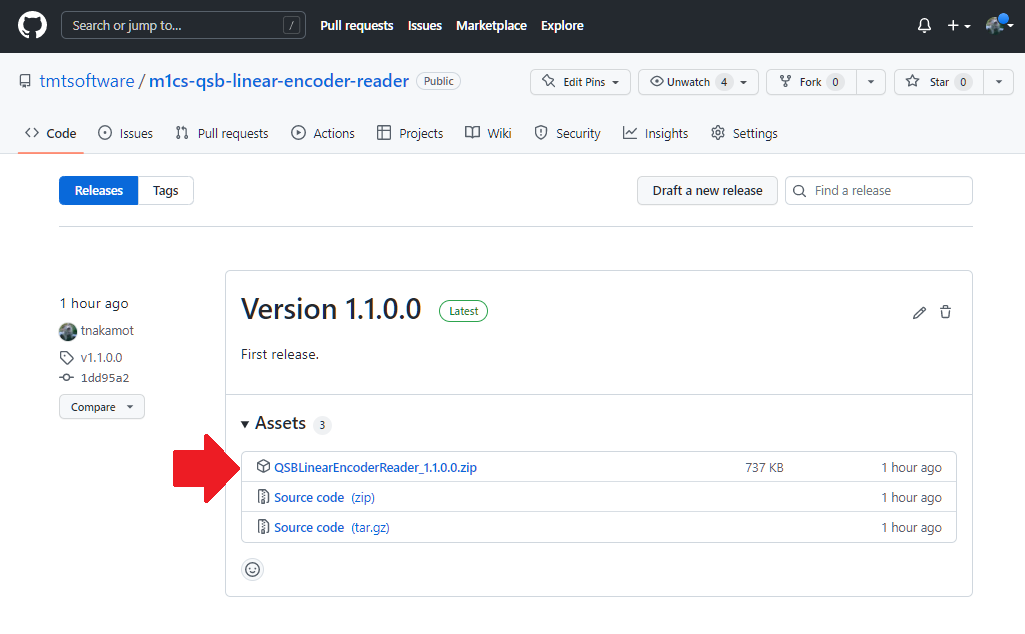 Search or jump to... / Pull requests Issues Marketplace Explore
tmtsoftware / m1cs-qsb-linear-encoder-reader Public Edit Pins Unwatch 4 Fork 0 Star 0
Code Issues Pull requests Actions Projects Wiki Security Insights Settings
Releases Tags Draft a new release Find a release
1 hour ago
tnakamot
v1.1.0.0
1dd95a2
Compare
Version 1.1.0.0 Latest
First release.
Assets 3
QSBLinearEncoderReader_1.1.0.0.zip 737 KB 1 hour ago
Source code (zip) 1 hour ago
Source code (tar.gz) 1 hour ago